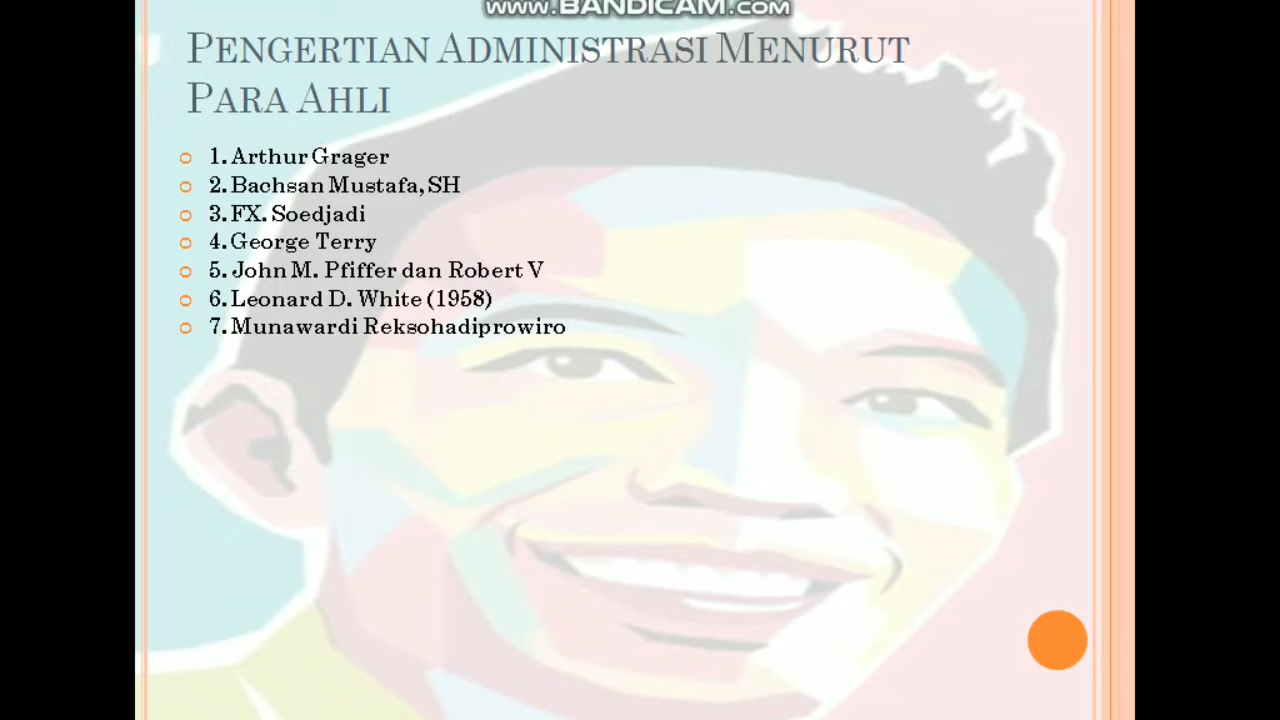 www.BANDICAM.com
PENGERTIAN ADMINISTRASI MENURUT
PARA AHLI
1. Arthur Grager
2. Bachsan Mustafa, SH
3. FX. Soedjadi
4. George Terry
5. John M. Pfiffer dan Robert V
6. Leonard D. White (1958)
7. Munawardi Reksohadiprowiro